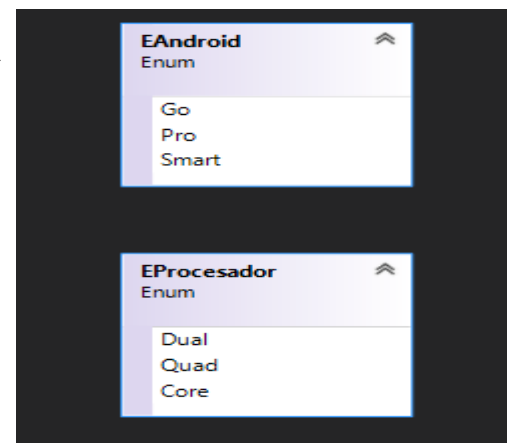 EAndroid
Enum
Go
Pro
Smart
EProcesador
Enum
Dual
Quad
Core